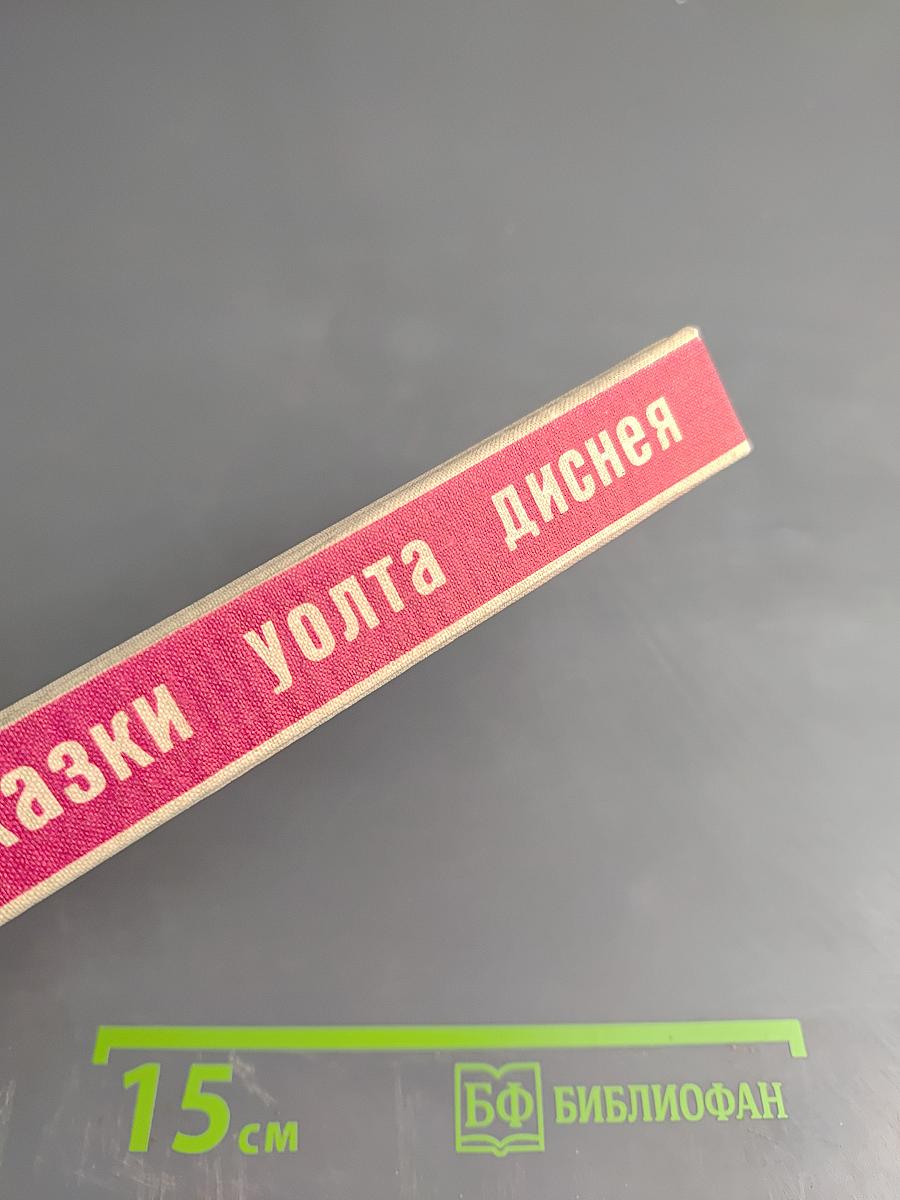 казки Уолта диснея
15 см
БФ БИБЛИОФАН